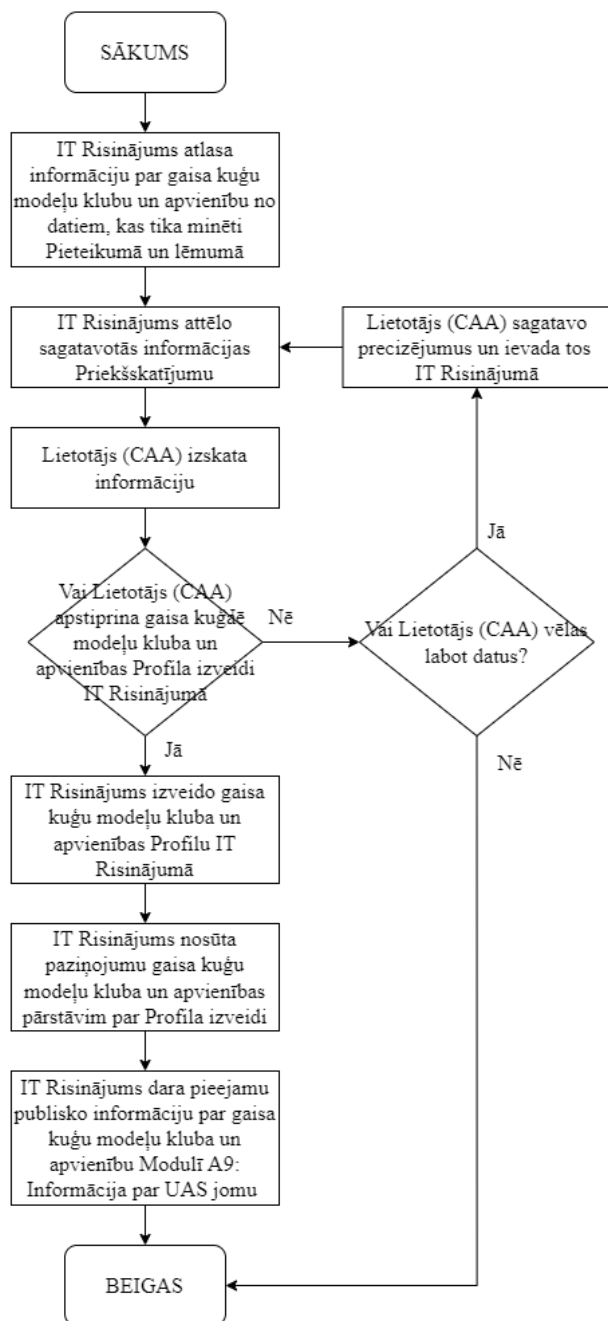 SĀKUMS
IT Risinājums atlasa
informāciju par gaisa kuģu
modeļu klubu un apvienību no
datiem, kas tika minēti
Pieteikumā un lēmumā
IT Risinājums attēlo
sagatavotās informācijas
Priekšskatījumu
Lietotājs (CAA) sagatavo
precizējumus un ievada tos
IT Risinājumā
Lietotājs (CAA) izskata
informāciju
Jā
Vai Lietotājs (CAA)
apstiprina gaisa kuģāē
modeļu kluba un
apvienības Profila izveidi
IT Risinājumā
Nē
Vai Lietotājs (CAA) vēlas
labot datus?
Jā
Nē
IT Risinājums izveido gaisa
kuģu modeļu kluba un
apvienības Profilu IT
Risinājumā
IT Risinājums nosūta
paziņojumu gaisa kuģu
modeļu kluba un apvienības
pārstāvim par Profila izveidi
IT Risinājums dara pieejamu
publisko informāciju par gaisa
kuģu modeļu kluba un
apvienību Modulī A9:
Informācija par UAS jomu
BEIGAS